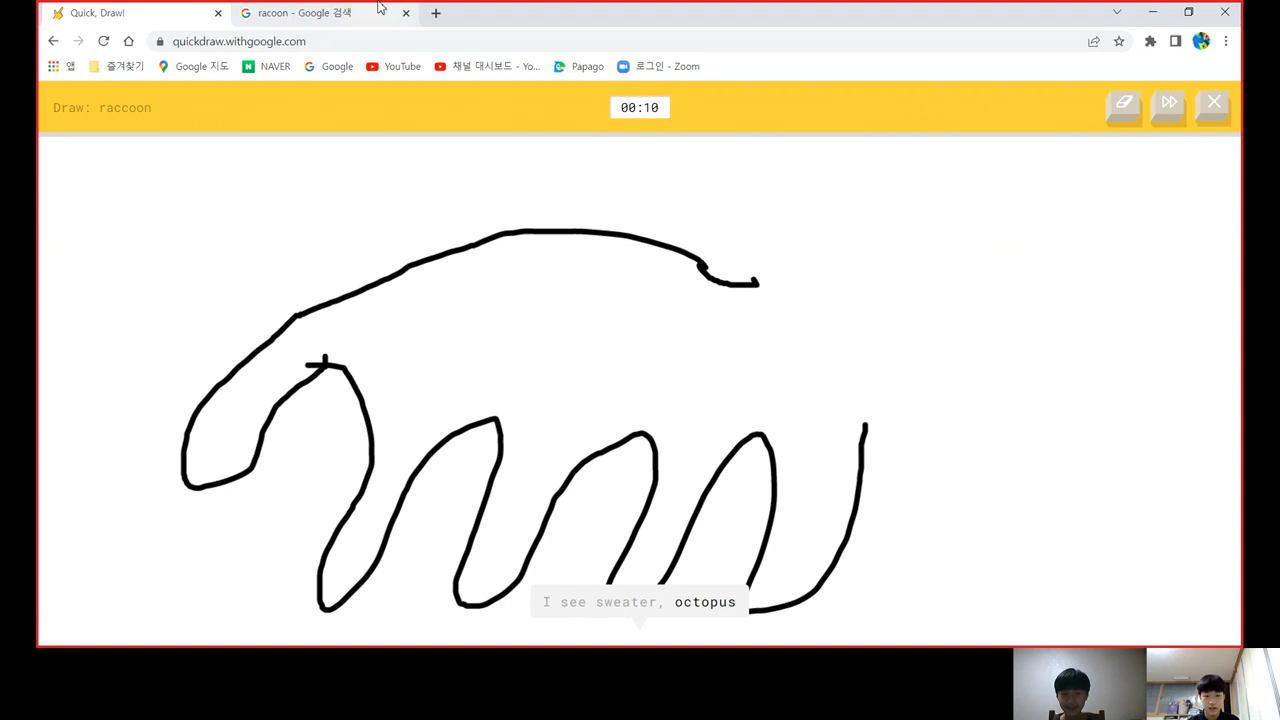 Quick, Draw!
racoon - Google 검색
quickdraw.withgoogle.com
앱 즐겨찾기 Google 지도 NAVER Google YouTube 채널 대시보드 - Yo... Papago 로그인 - Zoom
Draw: raccoon 00:10
I see sweater, octopus